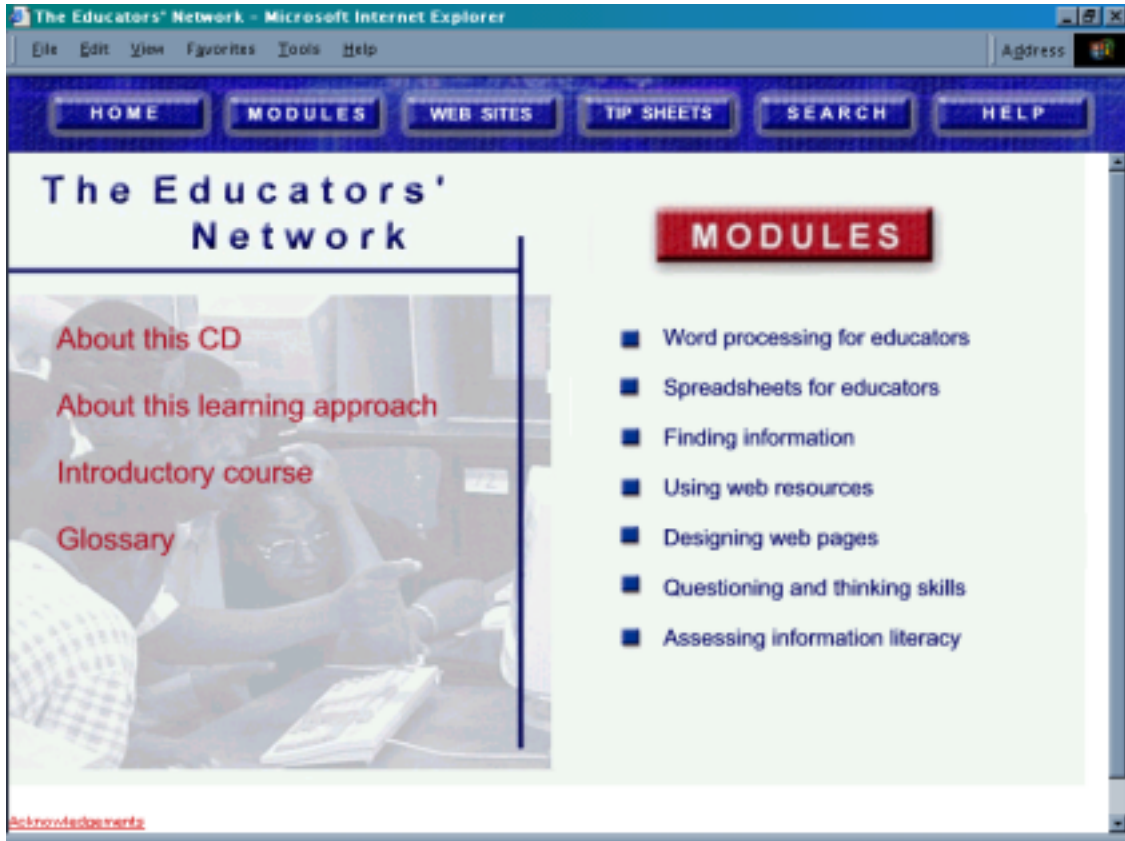 The Educators' Network - Microsoft Internet Explorer
File Edit View Favorites Tools Help Address
HOME MODULES WEB SITES TIP SHEETS SEARCH HELP
The Educators'
Network
About this CD
About this learning approach
Introductory course
Glossary
72
MODULES
Word processing for educators
Spreadsheets for educators
Finding information
Using web resources
Designing web pages
Questioning and thinking skills
Assessing information literacy
Acknowledgements